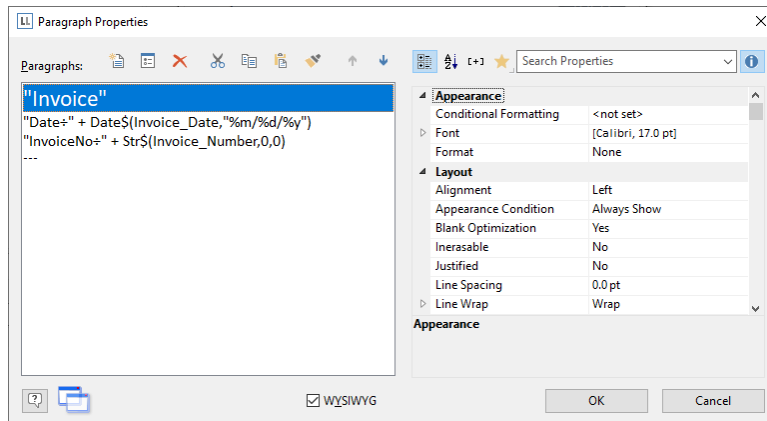 LL Paragraph Properties
Paragraphs:
Search Properties
"Invoice"
"Date÷" + Date$(Invoice_Date,"%m/%d/%y")
"InvoiceNo÷" + Str$(Invoice_Number,0,0)
---
Appearance
Conditional Formatting <not set>
Font [Calibri, 17.0 pt]
Format None
Layout
Alignment Left
Appearance Condition Always Show
Blank Optimization Yes
Inerasable No
Justified No
Line Spacing 0.0 pt
Line Wrap Wrap
Appearance
WYSIWYG
OK Cancel